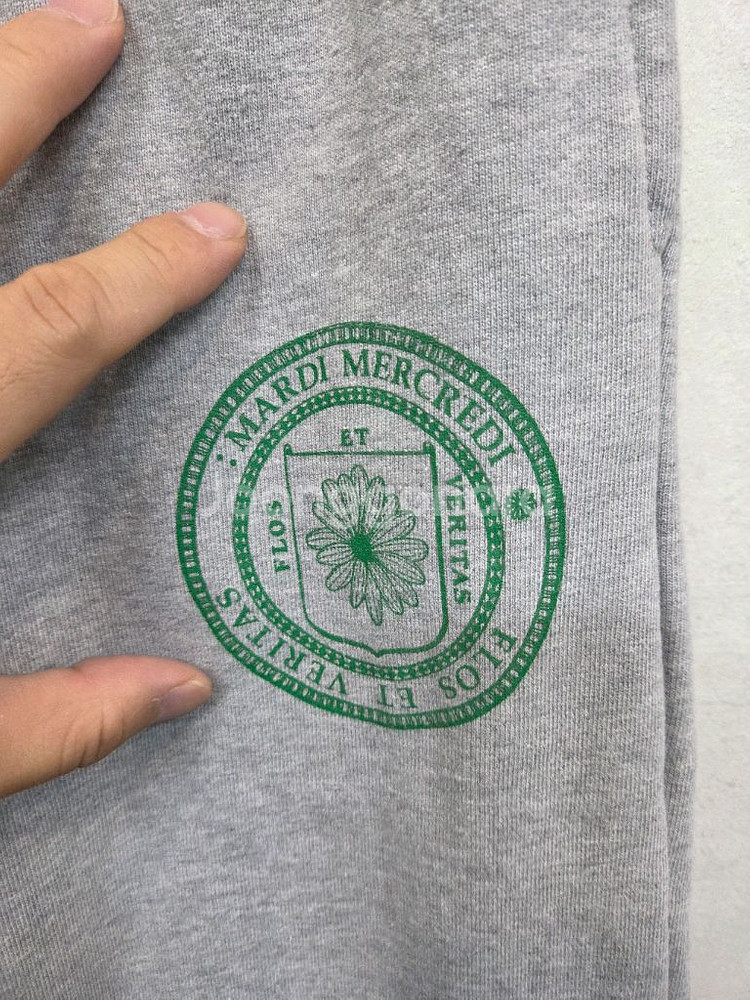 MARDI MERCREDI
ET
FLOS
VERITAS
FLOS ET VERITAS